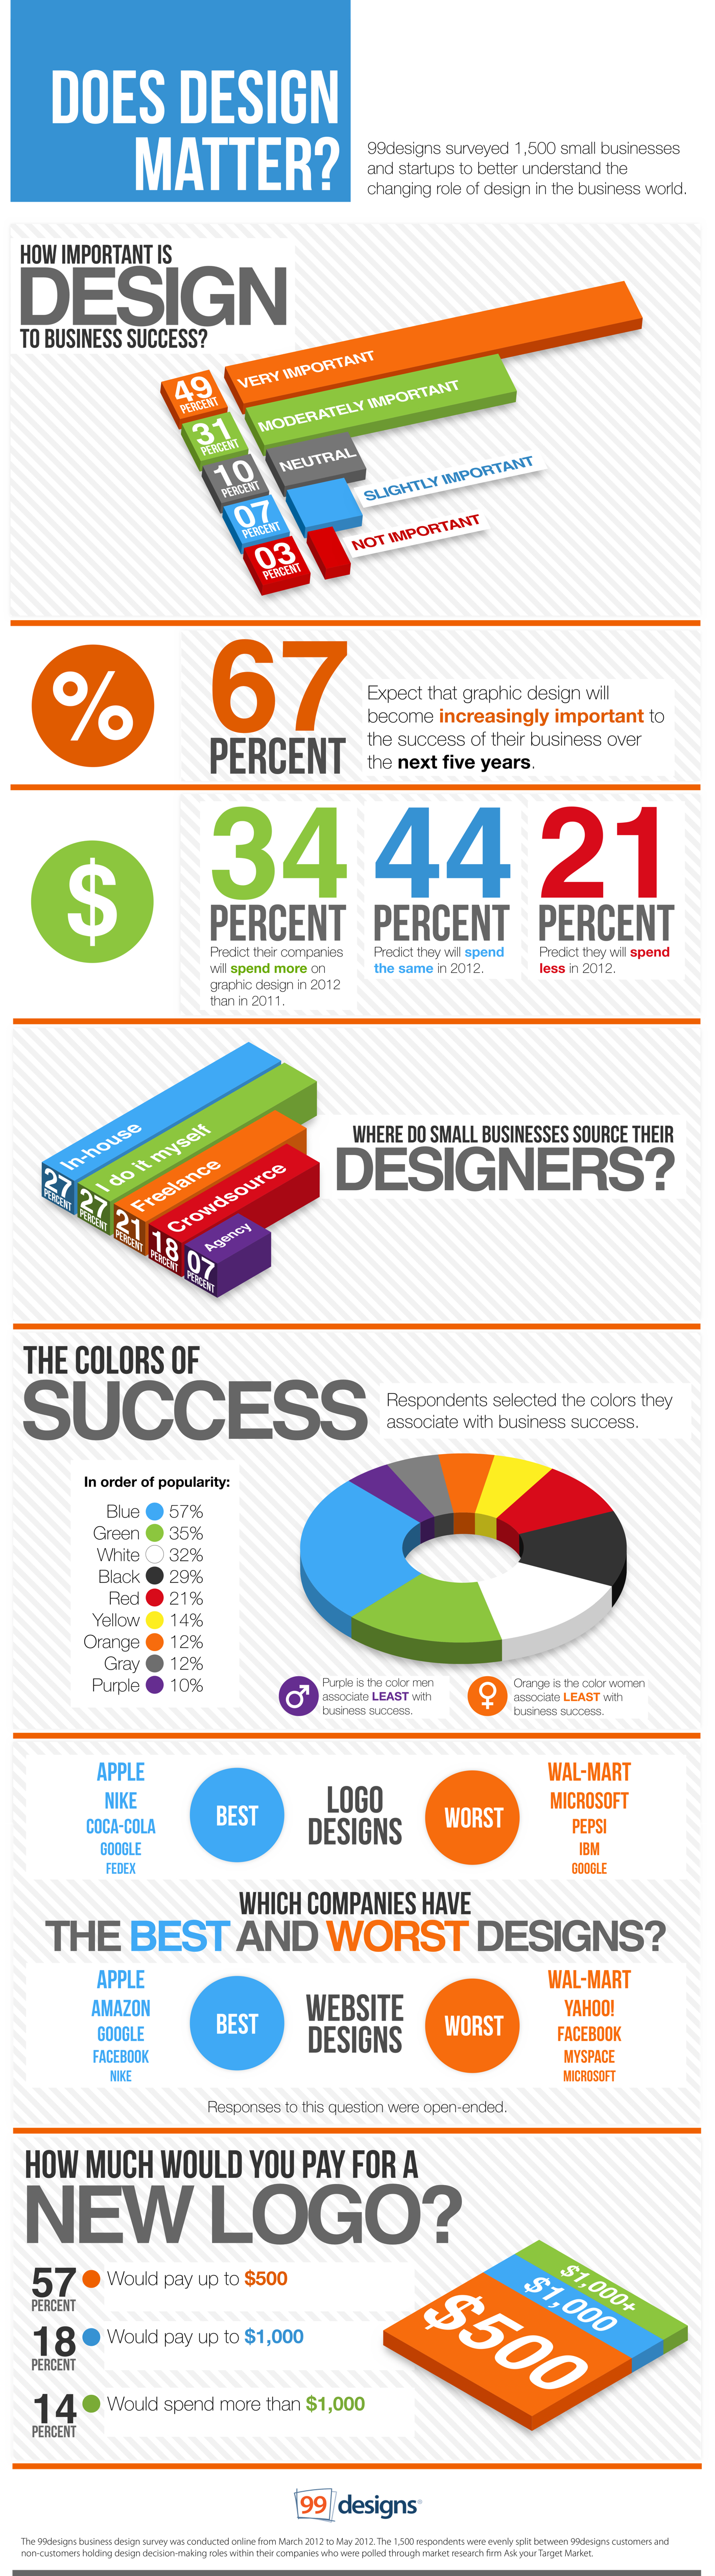 DOES DESIGN
MATTER?
99designs surveyed 1,500 small businesses
and startups to better understand the
changing role of design in the business world.
HOW IMPORTANT IS
DESIGN
TO BUSINESS SUCCESS?
49
PERCENT
VERY IMPORTANT
31
PERCENT
MODERATELY IMPORTANT
10
PERCENT
NEUTRAL
07
PERCENT
SLIGHTLY IMPORTANT
03
PERCENT
NOT IMPORTANT
%
67
PERCENT
Expect that graphic design will
become increasingly important to
the success of their business over
the next five years.
$
34
PERCENT
Predict their companies
will spend more on
graphic design in 2012
than in 2011.
44
PERCENT
Predict they will spend
the same in 2012.
21
PERCENT
Predict they will spend
less in 2012.
WHERE DO SMALL BUSINESSES SOURCE THEIR
DESIGNERS?
27
PERCENT
In-house
27
PERCENT
I do it myself
21
PERCENT
Freelance
18
PERCENT
Crowdsource
07
PERCENT
Agency
THE COLORS OF
SUCCESS
Respondents selected the colors they
associate with business success.
In order of popularity:
Blue 57%
Green 35%
White 32%
Black 29%
Red 21%
Yellow 14%
Orange 12%
Gray 12%
Purple 10%
Purple is the color men
associate LEAST with
business success.
Orange is the color women
associate LEAST with
business success.
APPLE
NIKE
COCA-COLA
GOOGLE
FEDEX
BEST
LOGO
DESIGNS
WORST
WAL-MART
MICROSOFT
PEPSI
IBM
GOOGLE
WHICH COMPANIES HAVE
THE BEST AND WORST DESIGNS?
APPLE
AMAZON
GOOGLE
FACEBOOK
NIKE
BEST
WEBSITE
DESIGNS
WORST
WAL-MART
YAHOO!
FACEBOOK
MYSPACE
MICROSOFT
Responses to this question were open-ended.
HOW MUCH WOULD YOU PAY FOR A
NEW LOGO?
57
PERCENT
Would pay up to $500
18
PERCENT
Would pay up to $1,000
14
PERCENT
Would spend more than $1,000
$500
$1,000
$1,000+
99 designs®
The 99designs business design survey was conducted online from March 2012 to May 2012. The 1,500 respondents were evenly split between 99designs customers and
non-customers holding design decision-making roles within their companies who were polled through market research firm Ask your Target Market.